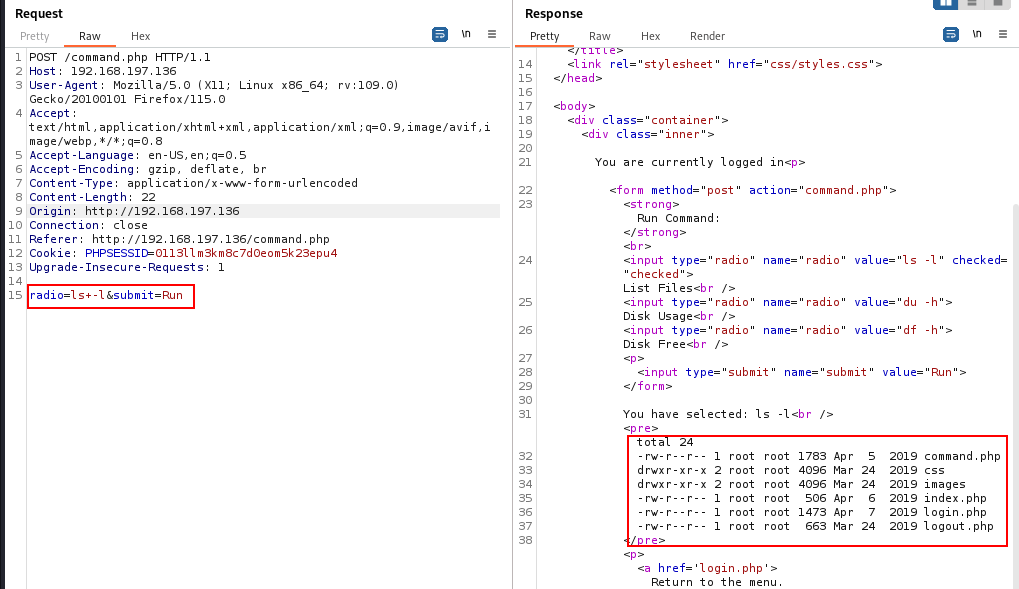 Request
Pretty Raw Hex
\n
1 POST /command.php HTTP/1.1
2 Host: 192.168.197.136
3 User-Agent: Mozilla/5.0 (X11; Linux x86_64; rv:109.0)
Gecko/20100101 Firefox/115.0
4 Accept:
text/html,application/xhtml+xml,application/xml;q=0.9,image/avif,i
mage/webp,*/*;q=0.8
5 Accept-Language: en-US,en;q=0.5
6 Accept-Encoding: gzip, deflate, br
7 Content-Type: application/x-www-form-urlencoded
8 Content-Length: 22
9 Origin: http://192.168.197.136
10 Connection: close
11 Referer: http://192.168.197.136/command.php
12 Cookie: PHPSESSID=0113llm3km8c7d0eom5k23epu4
13 Upgrade-Insecure-Requests: 1
14
15 radio=ls+-l&submit=Run
Response
Pretty Raw Hex Render
\n
</title>
14 <link rel="stylesheet" href="css/styles.css">
15 </head>
16
17 <body>
18 <div class="container">
19 <div class="inner">
20
21 You are currently logged in<p>
22 <form method="post" action="command.php">
23 <strong>
Run Command:
</strong>
<br>
24 <input type="radio" name="radio" value="ls -l" checked=
"checked">
List Files<br />
25 <input type="radio" name="radio" value="du -h">
Disk Usage<br />
26 <input type="radio" name="radio" value="df -h">
Disk Free<br />
27 <p>
28 <input type="submit" name="submit" value="Run">
29 </form>
30
31 You have selected: ls -l<br />
<pre>
total 24
32 -rw-r--r-- 1 root root 1783 Apr  5  2019 command.php
33 drwxr-xr-x 2 root root 4096 Mar 24  2019 css
34 drwxr-xr-x 2 root root 4096 Mar 24  2019 images
35 -rw-r--r-- 1 root root  506 Apr  6  2019 index.php
36 -rw-r--r-- 1 root root 1473 Apr  7  2019 login.php
37 -rw-r--r-- 1 root root  663 Mar 24  2019 logout.php
38 </pre>
<p>
<a href='login.php'>
Return to the menu.